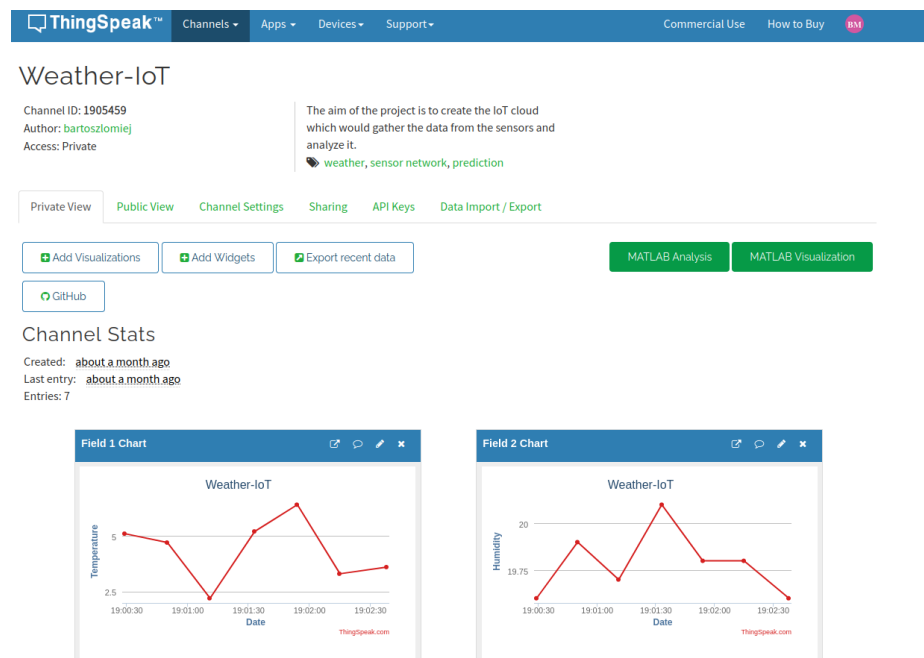 ThingSpeak™ Channels Apps Devices Support Commercial Use How to Buy BM
Weather-IoT
Channel ID: 1905459
Author: bartoszlomiej
Access: Private
The aim of the project is to create the IoT cloud
which would gather the data from the sensors and
analyze it.
weather, sensor network, prediction
Private View Public View Channel Settings Sharing API Keys Data Import / Export
Add Visualizations Add Widgets Export recent data MATLAB Analysis MATLAB Visualization
GitHub
Channel Stats
Created: about a month ago
Last entry: about a month ago
Entries: 7
Field 1 Chart
Weather-IoT
Temperature
5
2.5
19:00:30 19:01:00 19:01:30 19:02:00 19:02:30
Date
ThingSpeak.com
Field 2 Chart
Weather-IoT
Humidity
20
19.75
19:00:30 19:01:00 19:01:30 19:02:00 19:02:30
Date
ThingSpeak.com